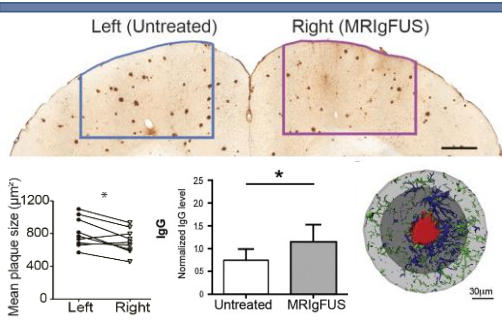 Left (Untreated)
Right (MRIgFUS)
Mean plaque size (μm²)
1200
800
400
0
*
Left
Right
IgG
Normalized IgG level
25
20
15
10
05
0
*
Untreated
MRIgFUS
30μm